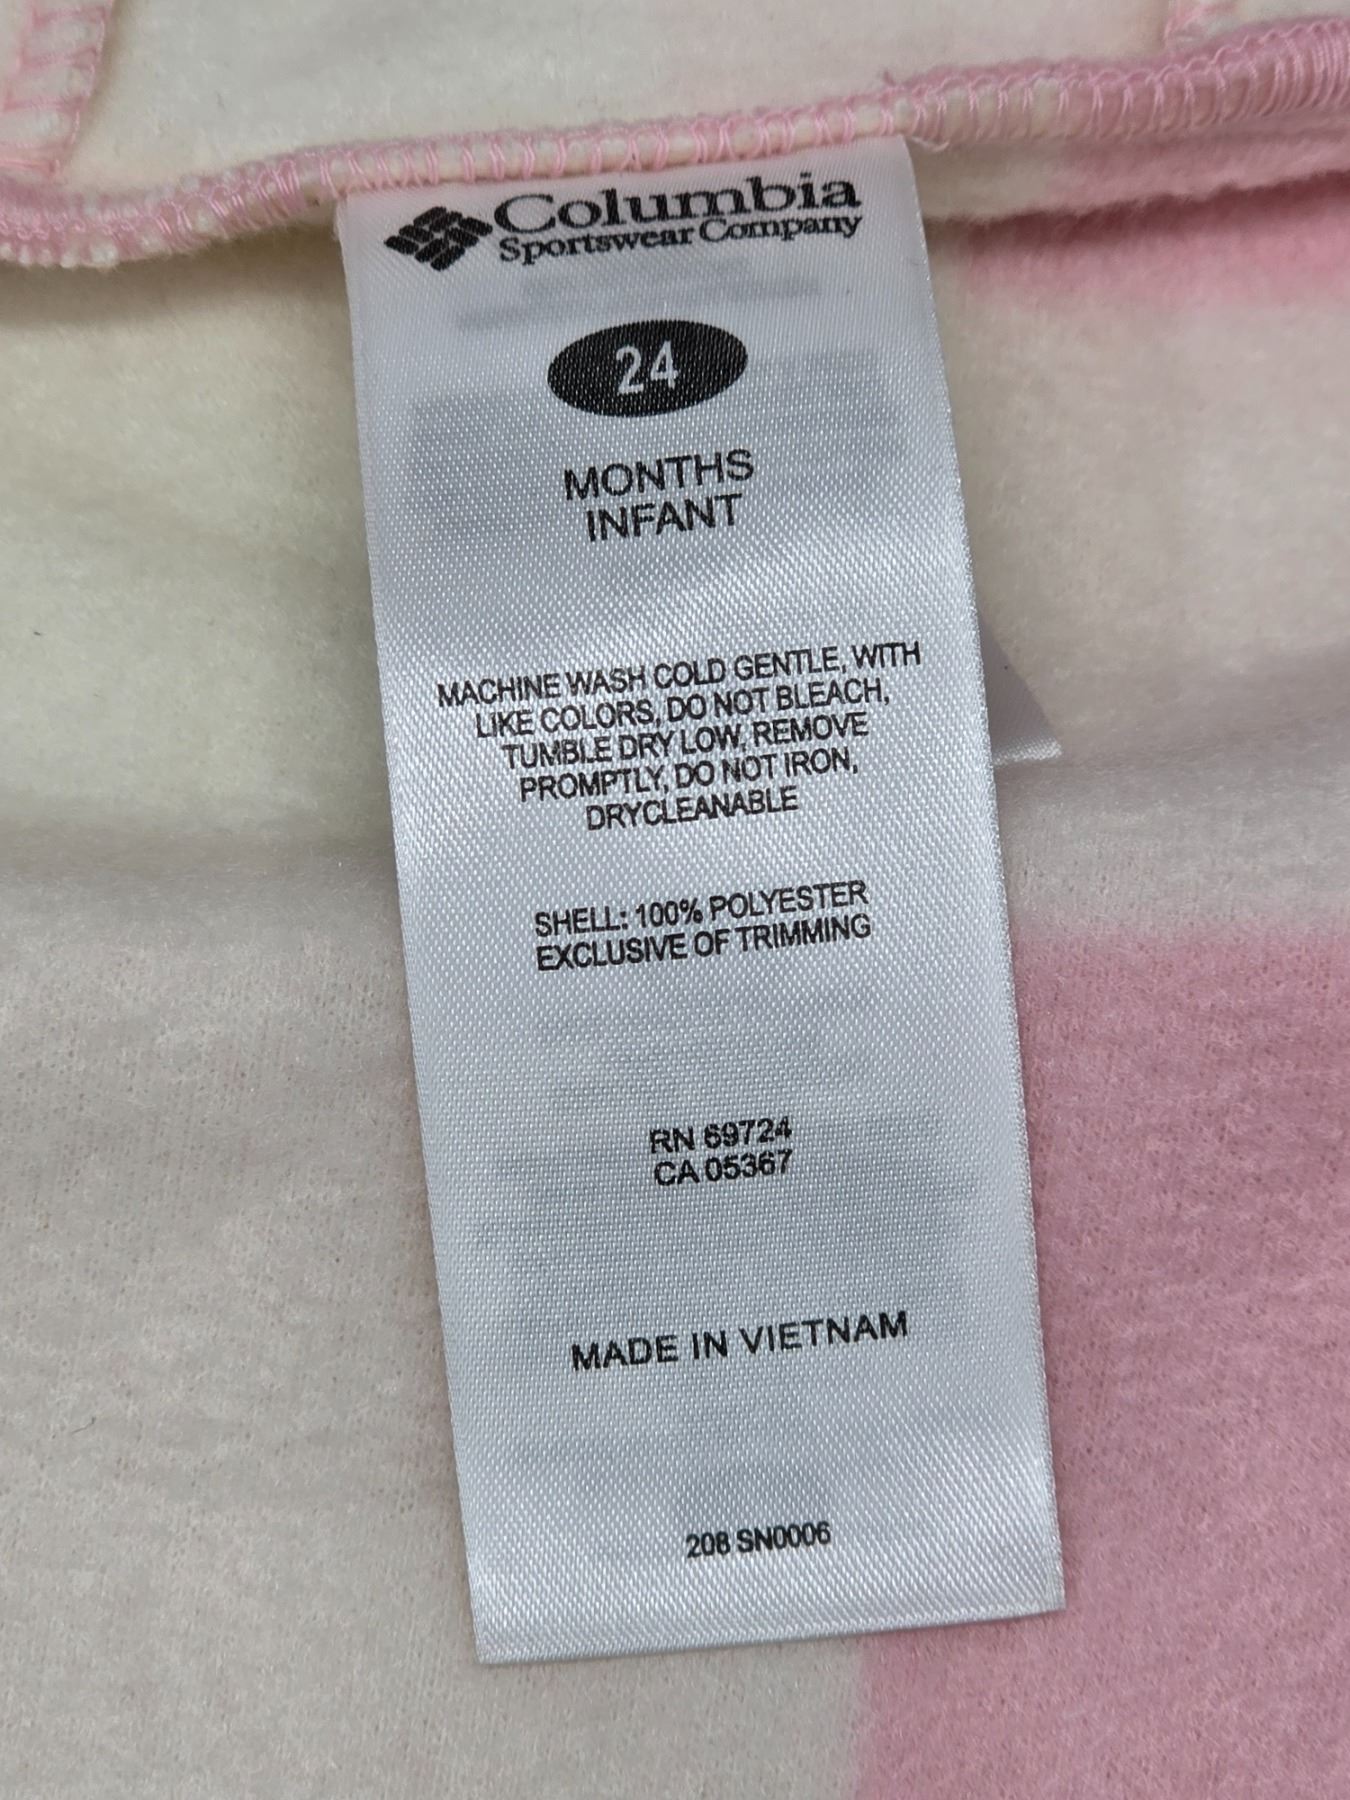 Columbia
Sportswear Company
24
MONTHS
INFANT
MACHINE WASH COLD GENTLE, WITH
LIKE COLORS, DO NOT BLEACH,
TUMBLE DRY LOW, REMOVE
PROMPTLY, DO NOT IRON,
DRYCLEANABLE
SHELL: 100% POLYESTER
EXCLUSIVE OF TRIMMING
RN 69724
CA 05367
MADE IN VIETNAM
208 SN0006